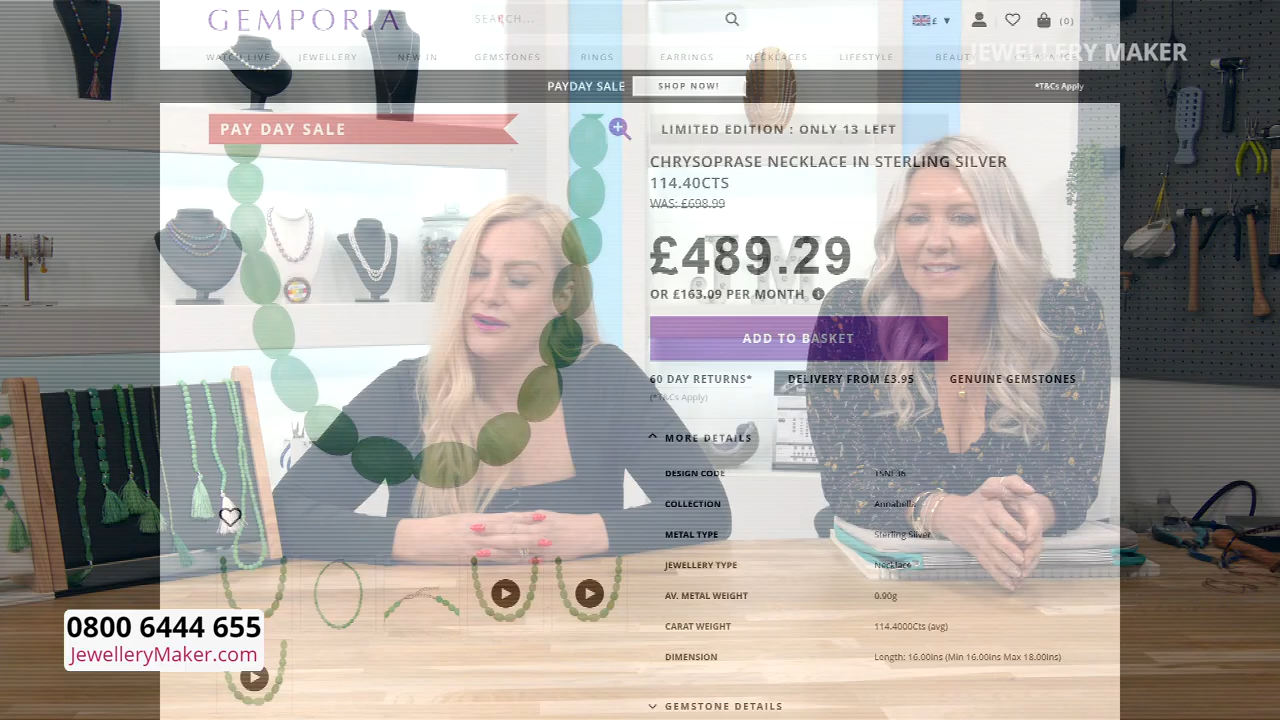 GEMPORIA
SEARCH...
£
(0)
WATCH LIVE JEWELLERY NEW IN GEMSTONES RINGS EARRINGS NECKLACES LIFESTYLE BEAUTY
JEWELLERY MAKER
PAYDAY SALE SHOP NOW! *T&Cs Apply
PAY DAY SALE
LIMITED EDITION : ONLY 13 LEFT
CHRYSOPRASE NECKLACE IN STERLING SILVER
114.40CTS
WAS: £698.99
£489.29
OR £163.09 PER MONTH
ADD TO BASKET
60 DAY RETURNS* DELIVERY FROM £3.95 GENUINE GEMSTONES
(*T&Cs Apply)
MORE DETAILS
DESIGN CODE
COLLECTION Annabella
METAL TYPE Sterling Silver
JEWELLERY TYPE Necklace
AV. METAL WEIGHT 0.90g
CARAT WEIGHT 114.4000Cts (avg)
DIMENSION Length: 16.00Ins (Min 16.00Ins Max 18.00Ins)
GEMSTONE DETAILS
0800 6444 655
JewelleryMaker.com